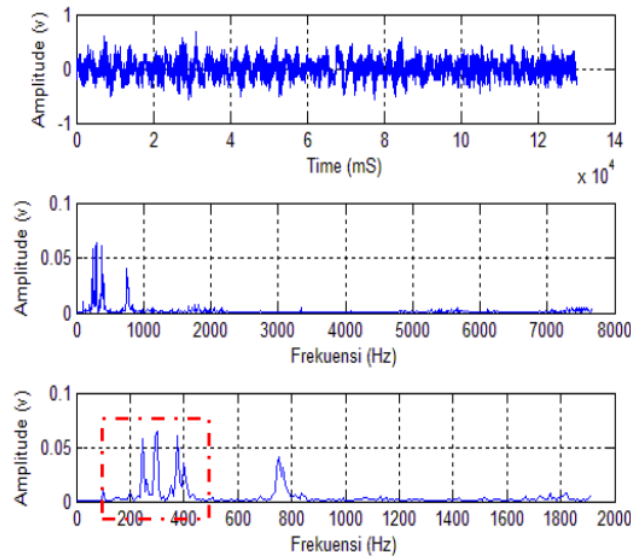 Amplitude (v)
1
0
-1
0 2 4 6 8 10 12 14
Time (mS)
x 10^4
Amplitude (v)
0.1
0.05
0
0 1000 2000 3000 4000 5000 6000 7000 8000
Frekuensi (Hz)
Amplitude (v)
0.1
0.05
0
0 200 400 600 800 1000 1200 1400 1600 1800 2000
Frekuensi (Hz)